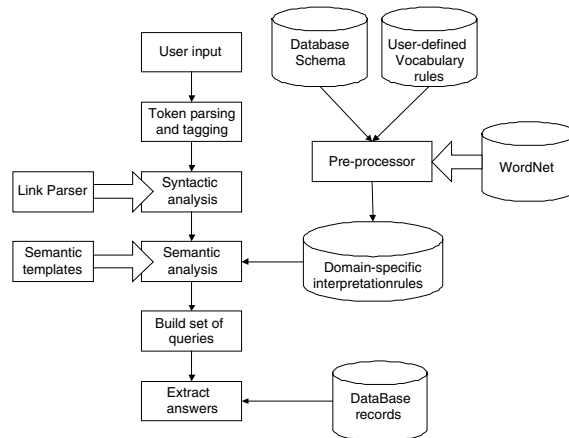 User input
Database
Schema
User-defined
Vocabulary
rules
Token parsing
and tagging
Pre-processor
WordNet
Link Parser
Syntactic
analysis
Semantic
templates
Semantic
analysis
Domain-specific
interpretationrules
Build set of
queries
Extract
answers
DataBase
records